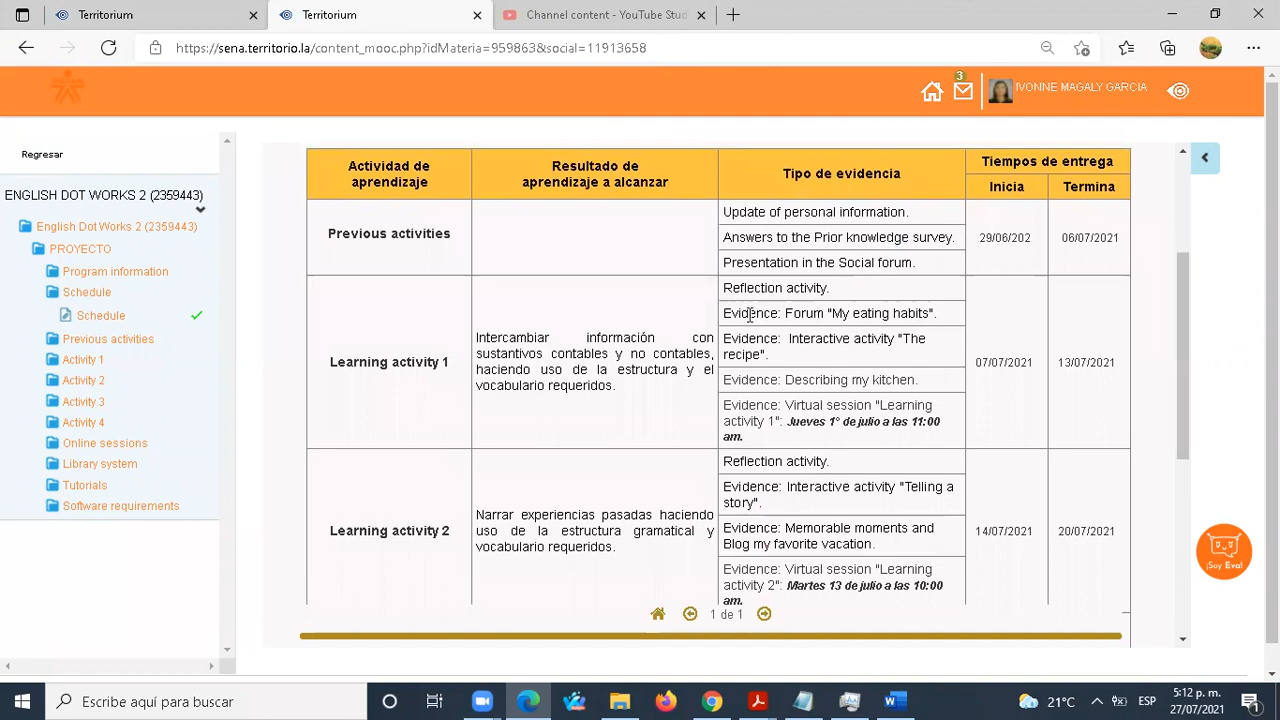 Territorium
Territorium
Channel content - YouTube Stud
https://sena.territorio.la/content_mooc.php?idMateria=959863&social=11913658
3
IVONNE MAGALY GARCIA
Regresar
ENGLISH DOT WORKS 2 (2359443)
English Dot Works 2 (2359443)
PROYECTO
Program information
Schedule
Schedule
Previous activities
Activity 1
Activity 2
Activity 3
Activity 4
Online sessions
Library system
Tutorials
Software requirements
Actividad de
aprendizaje
Resultado de
aprendizaje a alcanzar
Tipo de evidencia
Tiempos de entrega
Inicia
Termina
Previous activities
Update of personal information.
Answers to the Prior knowledge survey.
Presentation in the Social forum.
29/06/202
06/07/2021
Learning activity 1
Intercambiar información con
sustantivos contables y no contables,
haciendo uso de la estructura y el
vocabulario requeridos.
Reflection activity.
Evidence: Forum "My eating habits".
Evidence: Interactive activity "The
recipe".
Evidence: Describing my kitchen.
Evidence: Virtual session "Learning
activity 1": Jueves 1° de julio a las 11:00
am.
07/07/2021
13/07/2021
Learning activity 2
Narrar experiencias pasadas haciendo
uso de la estructura gramatical y
vocabulario requeridos.
Reflection activity.
Evidence: Interactive activity "Telling a
story".
Evidence: Memorable moments and
Blog my favorite vacation.
Evidence: Virtual session "Learning
activity 2": Martes 13 de julio a las 10:00
am.
14/07/2021
20/07/2021
1 de 1
¡Soy Eva!
Escribe aquí para buscar
21°C
ESP
5:12 p. m.
27/07/2021
1